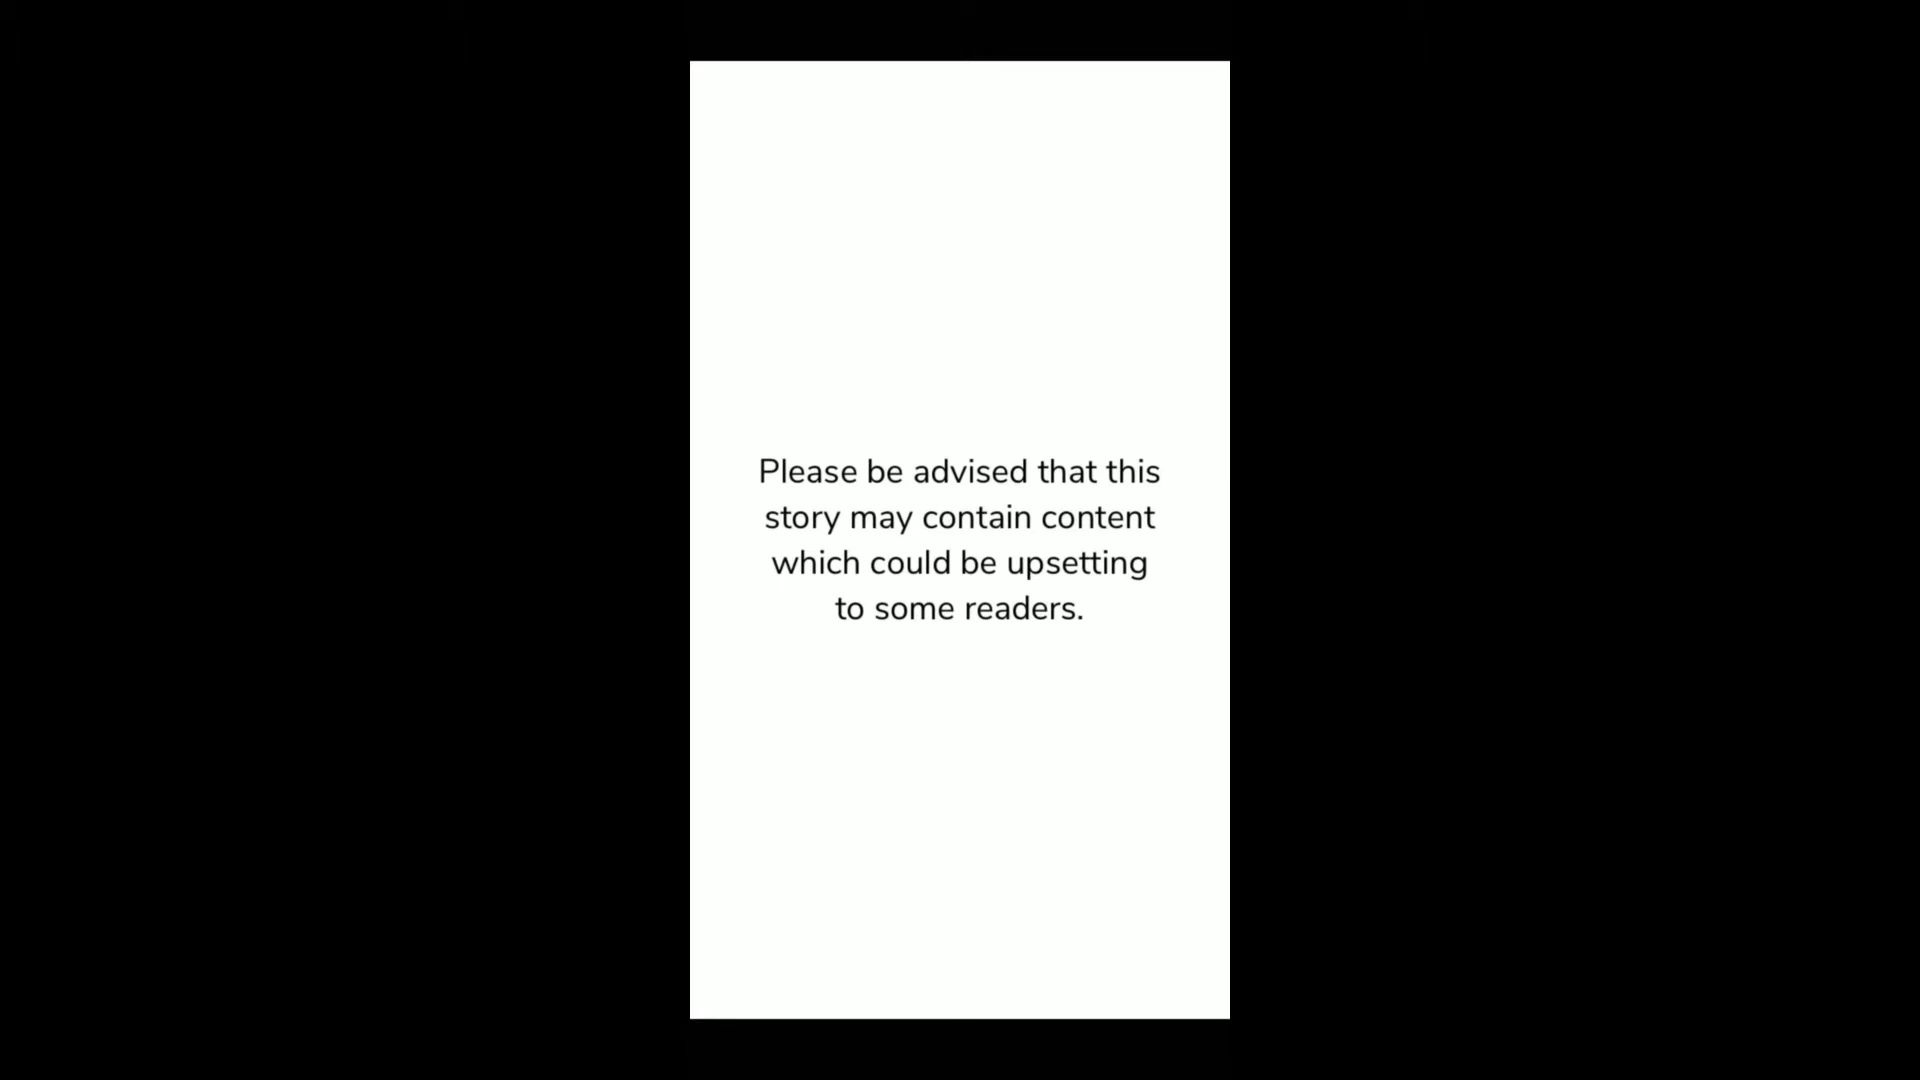 Please be advised that this
story may contain content
which could be upsetting
to some readers.